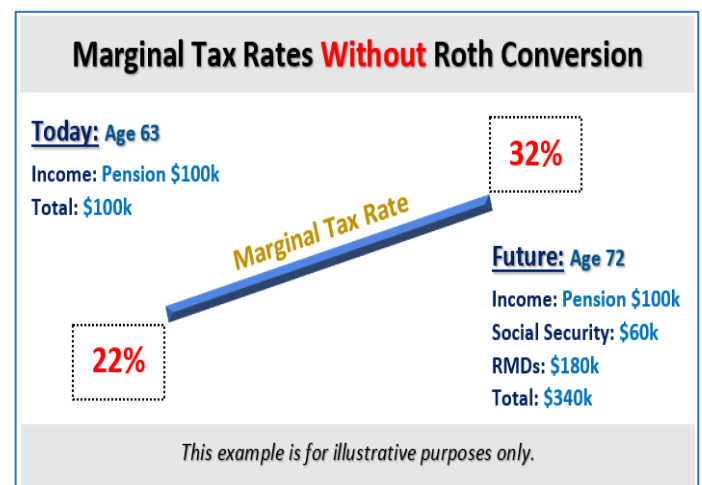 Marginal Tax Rates Without Roth Conversion
Today: Age 63
Income: Pension $100k
Total: $100k
32%
Marginal Tax Rate
22%
Future: Age 72
Income: Pension $100k
Social Security: $60k
RMDs: $180k
Total: $340k
This example is for illustrative purposes only.